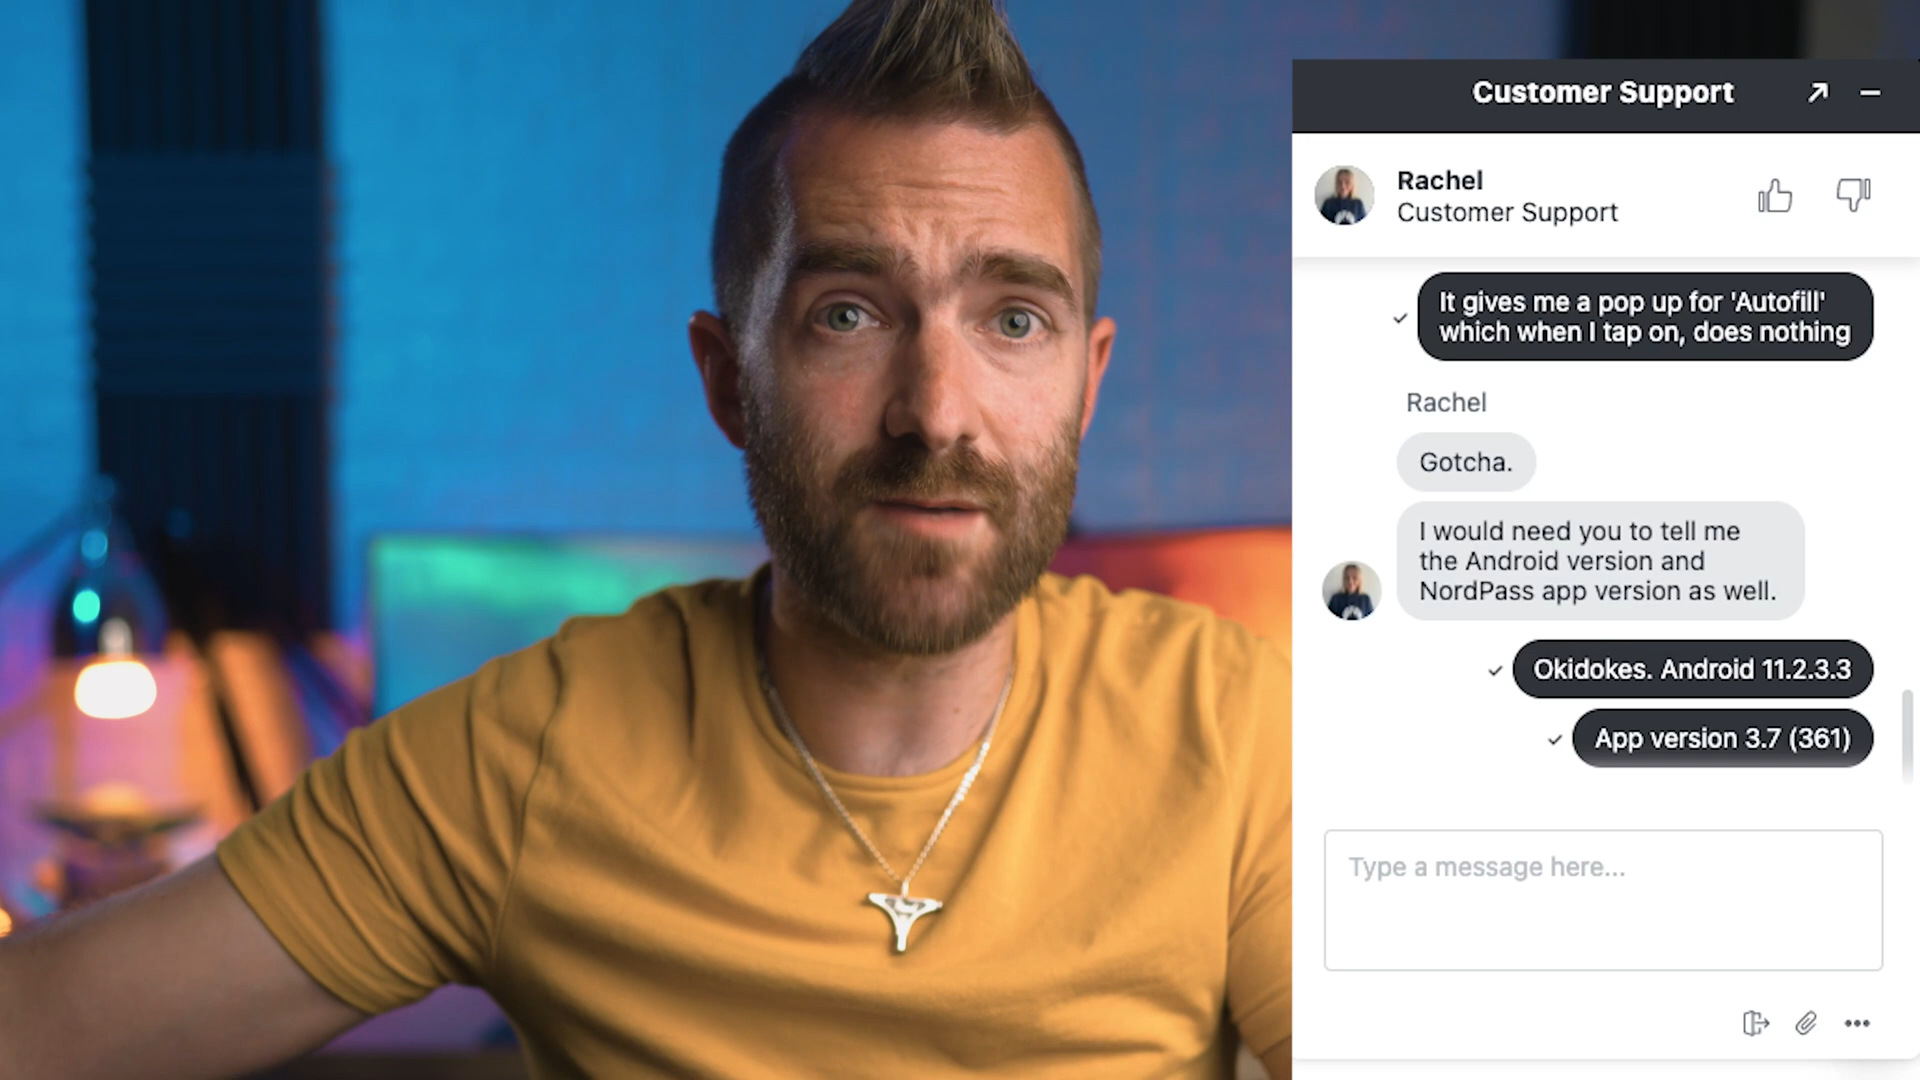 Customer Support
Rachel
Customer Support
It gives me a pop up for 'Autofill'
which when I tap on, does nothing
Rachel
Gotcha.
I would need you to tell me
the Android version and
NordPass app version as well.
Okidokes. Android 11.2.3.3
App version 3.7 (361)
Type a message here...